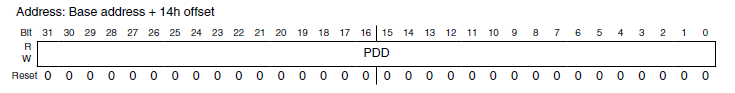 Address: Base address + 14h offset
Bit 31 30 29 28 27 26 25 24 23 22 21 20 19 18 17 16 15 14 13 12 11 10 9 8 7 6 5 4 3 2 1 0
R
PDD
W
Reset 0 0 0 0 0 0 0 0 0 0 0 0 0 0 0 0 0 0 0 0 0 0 0 0 0 0 0 0 0 0 0 0